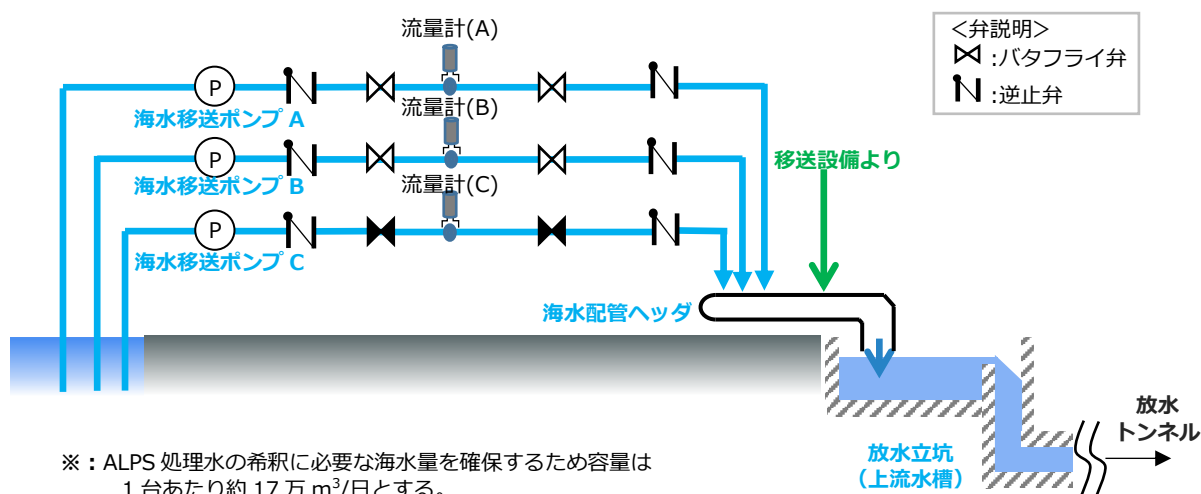 流量計(A)
<弁説明>
:バタフライ弁
:逆止弁
P
海水移送ポンプ A
流量計(B)
P
海水移送ポンプ B
移送設備より
流量計(C)
P
海水移送ポンプ C
海水配管ヘッダ
放水
トンネル
放水立坑
(上流水槽)
※:ALPS 処理水の希釈に必要な海水量を確保するため容量は
1 台あたり約 17 万 m³/日とする。